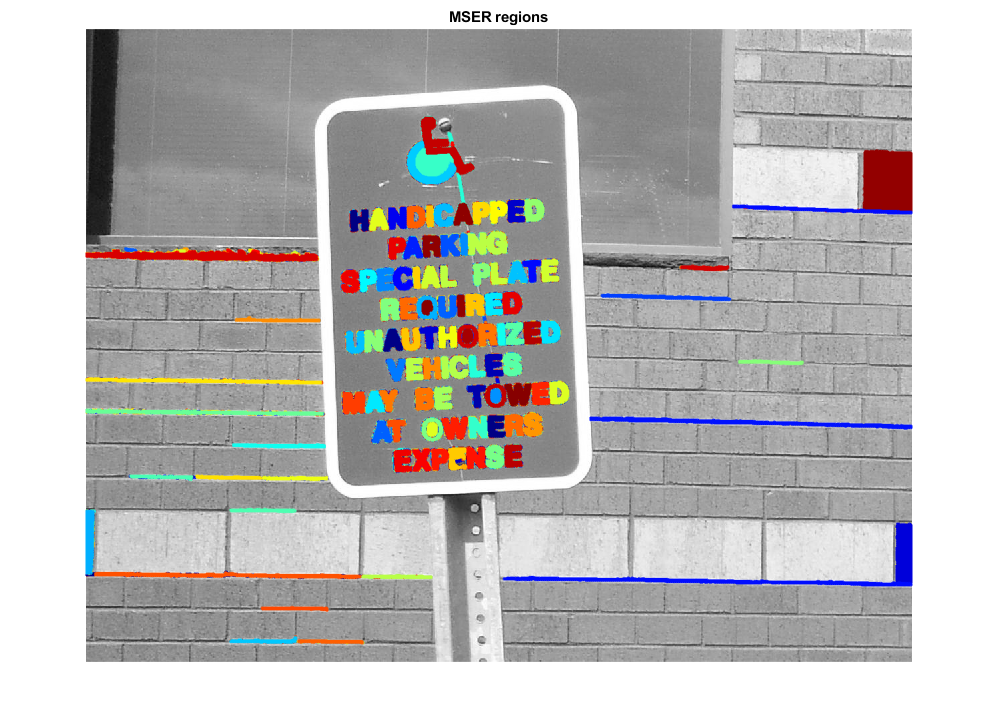 MSER regions
HANDICAPPED
PARKING
SPECIAL PLATE
REQUIRED
UNAUTHORIZED
VEHICLES
MAY BE TOWED
AT OWNERS
EXPENSE